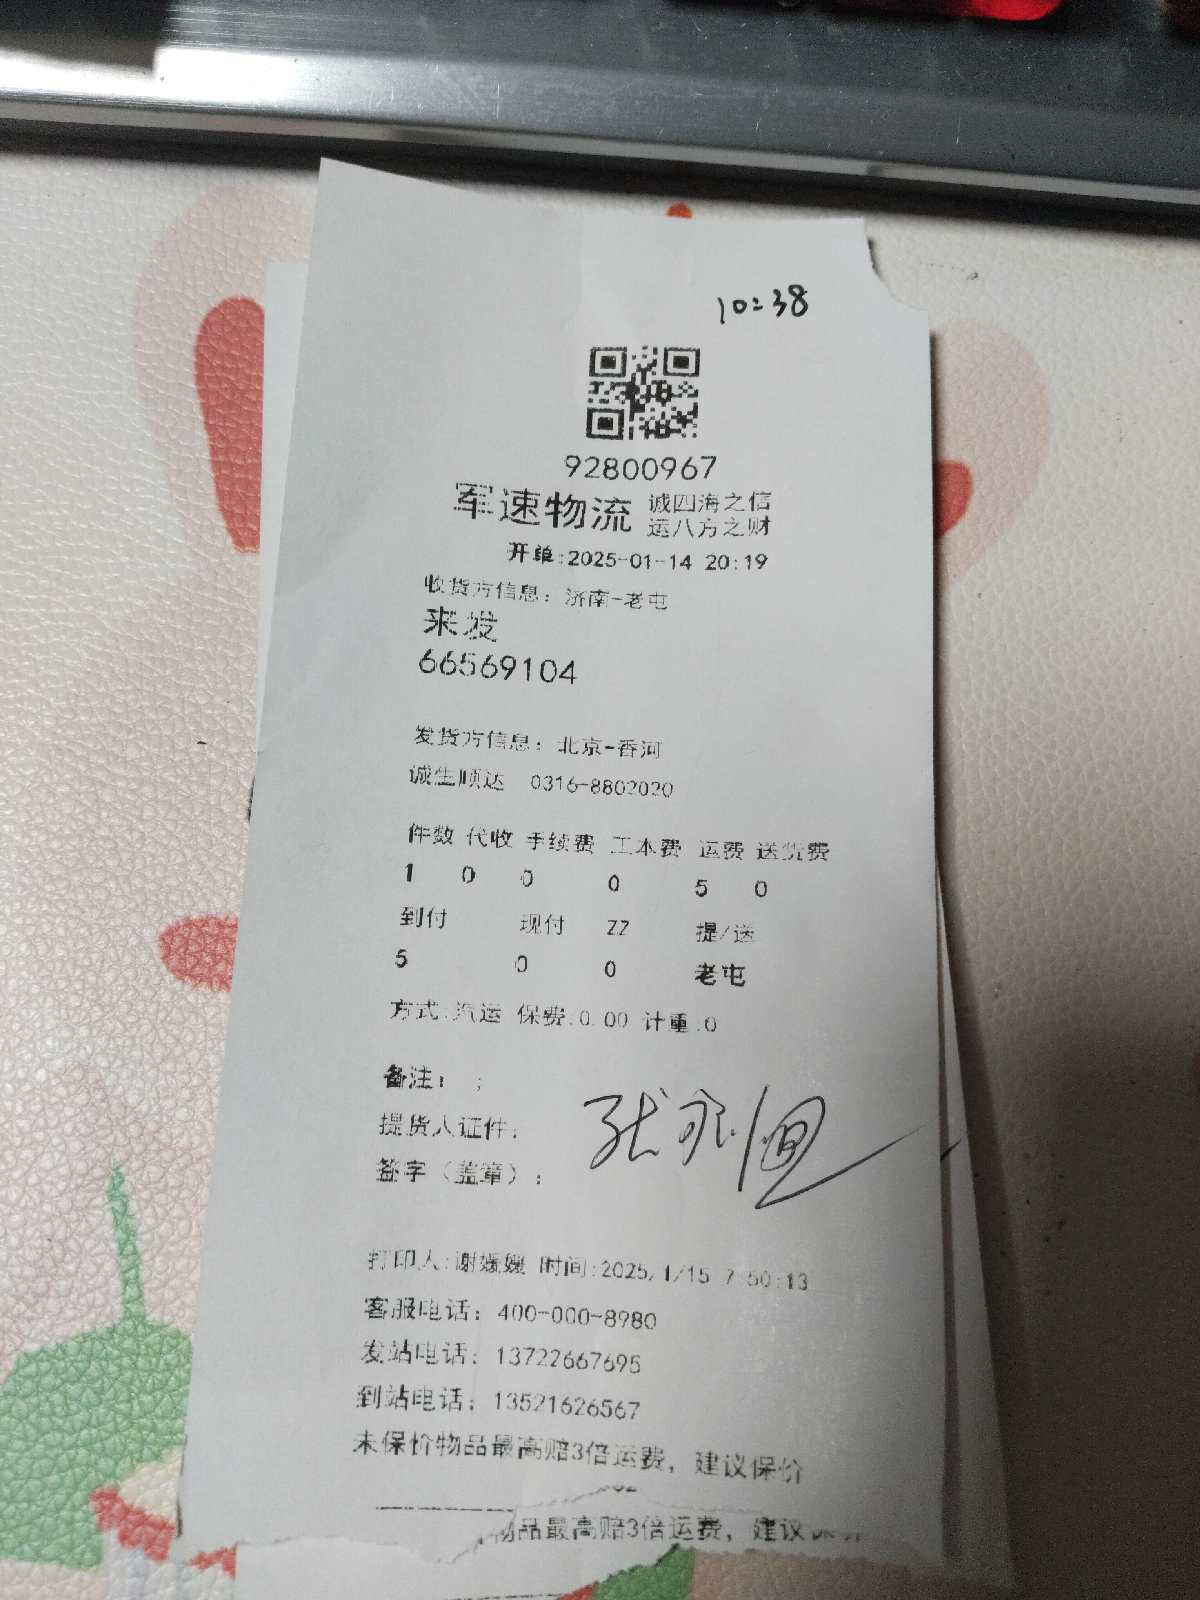 10:38
92800967
军速物流 诚四海之信
运八方之财
开单:2025-01-14 20:19
收货方信息: 济南-老屯
来发
66569104
发货方信息: 北京-香河
诚生顺达 0316-8802020
件数 代收 手续费 工本费 运费 送货费
1 0 0 0 5 0
到付 现付 ZZ 提/送
5 0 0 老屯
方式:汽运 保费:0.00 计重:0
备注: ;
提货人证件:
签字（盖章）:
打印人:谢媛媛 时间:2025/1/15 7:50:13
客服电话: 400-000-8980
发站电话: 13722667695
到站电话: 13521626567
未保价物品最高赔3倍运费, 建议保价
物品最高赔3倍运费, 建议